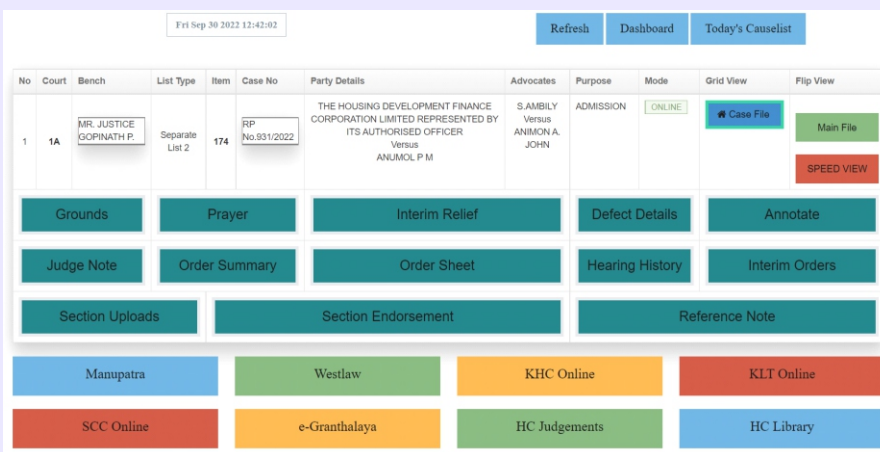 Fri Sep 30 2022 12:42:02
Refresh
Dashboard
Today's Causelist
No Court Bench List Type Item Case No Party Details Advocates Purpose Mode Grid View Flip View
1
1A
MR. JUSTICE
GOPINATH P.
Separate
List 2
174
RP
No.931/2022
THE HOUSING DEVELOPMENT FINANCE
CORPORATION LIMITED REPRESENTED BY
ITS AUTHORISED OFFICER
Versus
ANUMOL P M
S.AMBILY
Versus
ANIMON A.
JOHN
ADMISSION
ONLINE
Case File
Main File
SPEED VIEW
Grounds
Prayer
Interim Relief
Defect Details
Annotate
Judge Note
Order Summary
Order Sheet
Hearing History
Interim Orders
Section Uploads
Section Endorsement
Reference Note
Manupatra
Westlaw
KHC Online
KLT Online
SCC Online
e-Granthalaya
HC Judgements
HC Library